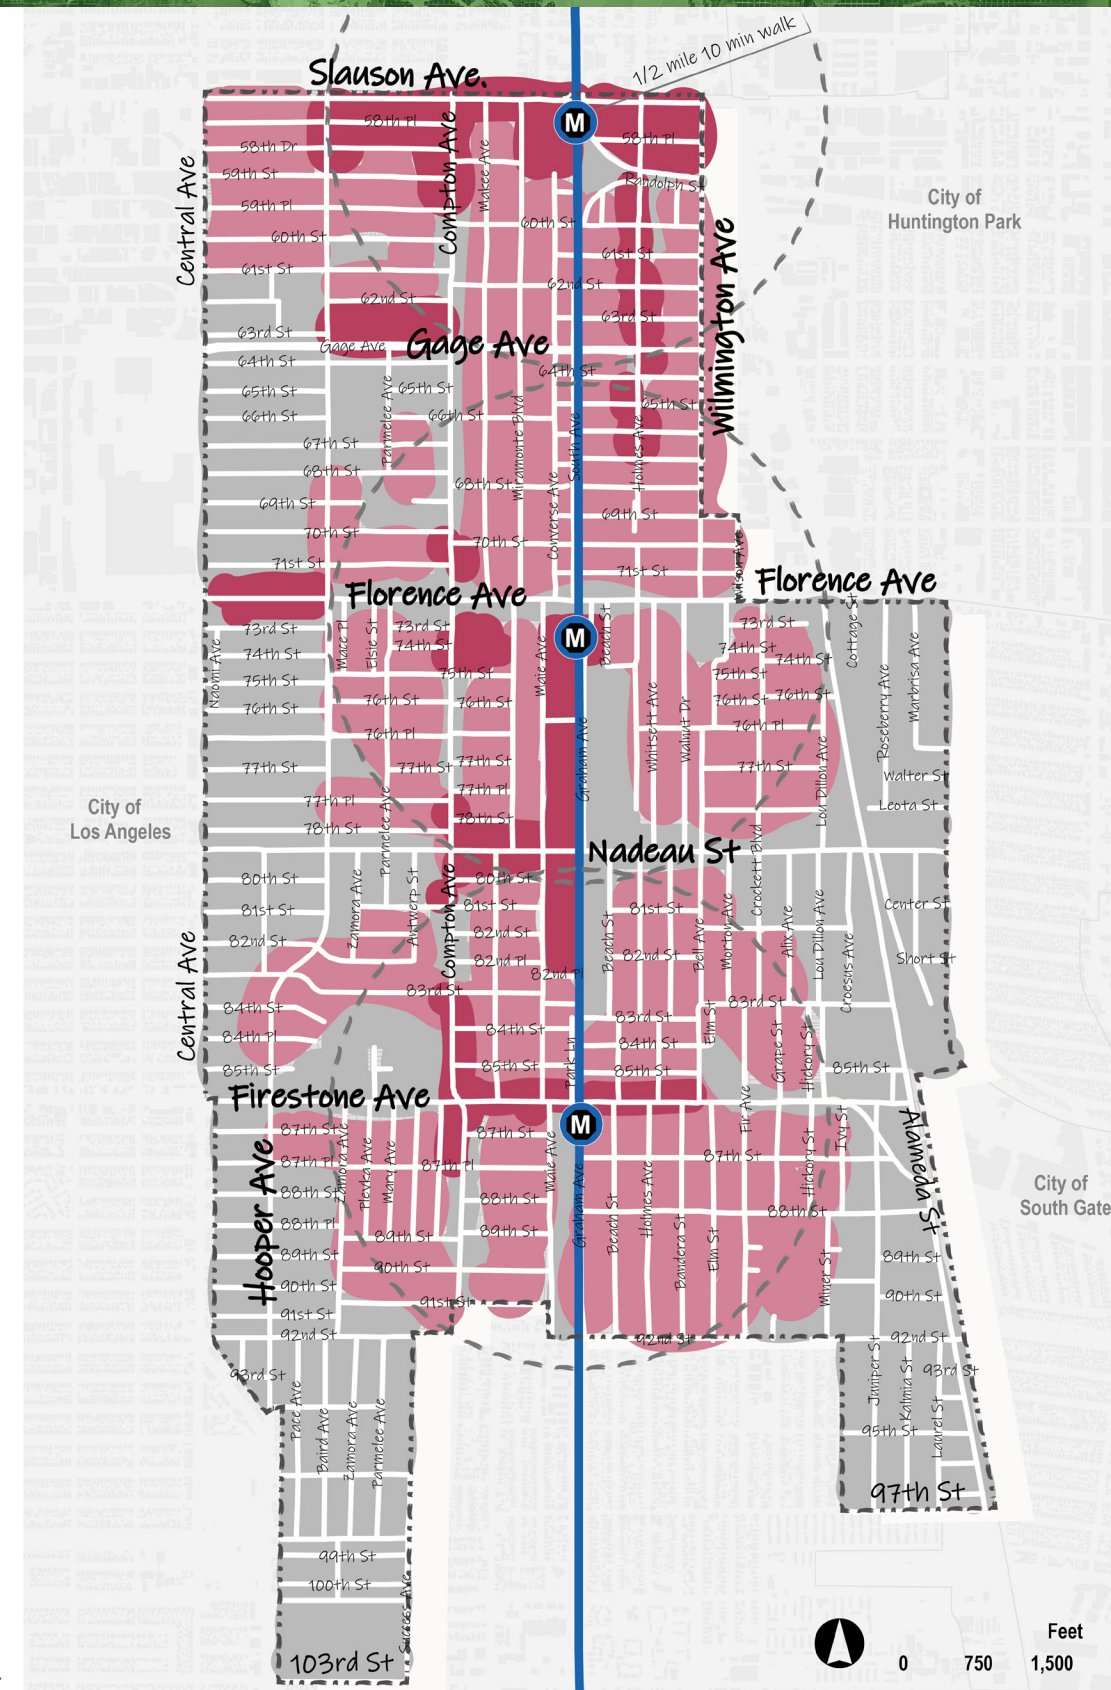 1/2 mile 10 min walk
Slauson Ave.
M
58th Pl
58th Pl
58th Dr
59th St
Randolph St
59th Pl
60th St
60th St
61st St
61st St
62nd St
62nd St
63rd St
63rd St
Central Ave
Compton Ave
Makee Ave
Wilmington Ave
City of
Huntington Park
Gage Ave
Gage Ave
64th St
64th St
65th St
65th St
65th St
66th St
66th St
67th St
68th St
68th St
69th St
69th St
70th St
70th St
71st St
71st St
Parmelee Ave
Miramonte Blvd
Converse Ave
South Ave
Holmes Ave
Wilson Ave
Florence Ave
Florence Ave
M
73rd St
73rd St
73rd St
74th St
74th St
74th St
74th St
75th St
75th St
75th St
76th St
76th St
76th St
76th St
76th St
76th Pl
76th Pl
77th St
77th St
77th St
77th St
77th Pl
77th Pl
78th St
78th St
Naomi Ave
Mace Pl
Elsie St
Parmelee Ave
Maie Ave
Graham Ave
Beach St
Whitsett Ave
Walnut Dr
Lou Dillon Ave
Cottage St
Roseberry Ave
Marbrisa Ave
Walter St
Leota St
City of
Los Angeles
Nadeau St
80th St
80th St
81st St
81st St
81st St
82nd St
82nd St
82nd St
82nd Pl
82nd Pl
83rd St
83rd St
83rd St
84th St
84th St
84th St
84th Pl
85th St
85th St
85th St
85th St
Central Ave
Zamora Ave
Antwerp St
Compton Ave
Park Ln
Beach St
Bell Ave
Morton Ave
Crockett Blvd
Alix Ave
Lou Dillon Ave
Croesus Ave
Center St
Short St
Elm St
Grape St
Hickory St
Firestone Ave
M
87th St
87th St
87th St
87th Pl
87th Pl
88th St
88th St
88th St
88th Pl
89th St
89th St
89th St
89th St
90th St
90th St
90th St
91st St
91st St
92nd St
92nd St
92nd St
93rd St
93rd St
Hooper Ave
Zamora Ave
Plevka Ave
Mary Ave
Maie Ave
Graham Ave
Beach St
Holmes Ave
Bandera St
Elm St
Fir Ave
Hickory St
Ivy St
Miner St
Alameda St
City of
South Gate
Pace Ave
Baird Ave
Zamora Ave
Parmelee Ave
Juniper St
Kalmia St
Laurel St
95th St
97th St
99th St
100th St
Success Ave
103rd St
Feet
0 750 1,500